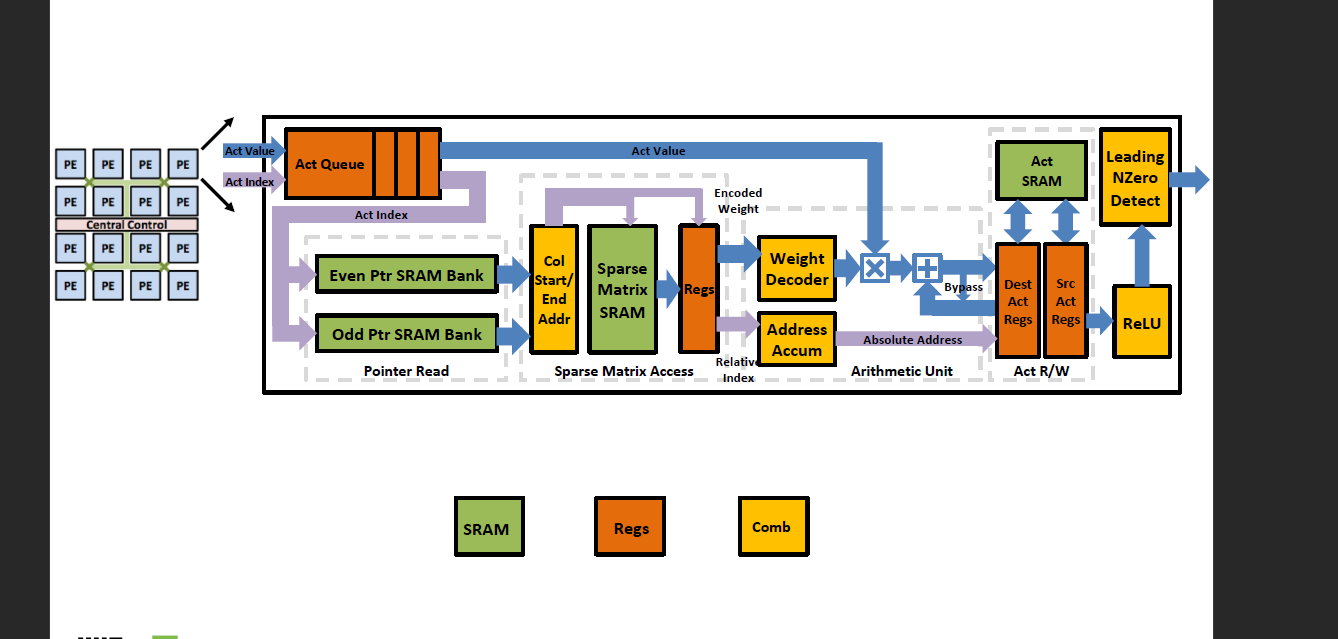 PE PE PE PE
PE PE PE PE
Central Control
PE PE PE PE
PE PE PE PE
Act Value
Act Index
Act Queue
Act Value
Act Index
Even Ptr SRAM Bank
Odd Ptr SRAM Bank
Pointer Read
Col
Start/
End
Addr
Sparse
Matrix
SRAM
Regs
Sparse Matrix Access
Encoded
Weight
Relative
Index
Weight
Decoder
Address
Accum
Bypass
Absolute Address
Arithmetic Unit
Act
SRAM
Dest
Act
Regs
Src
Act
Regs
Act R/W
Leading
NZero
Detect
ReLU
SRAM
Regs
Comb